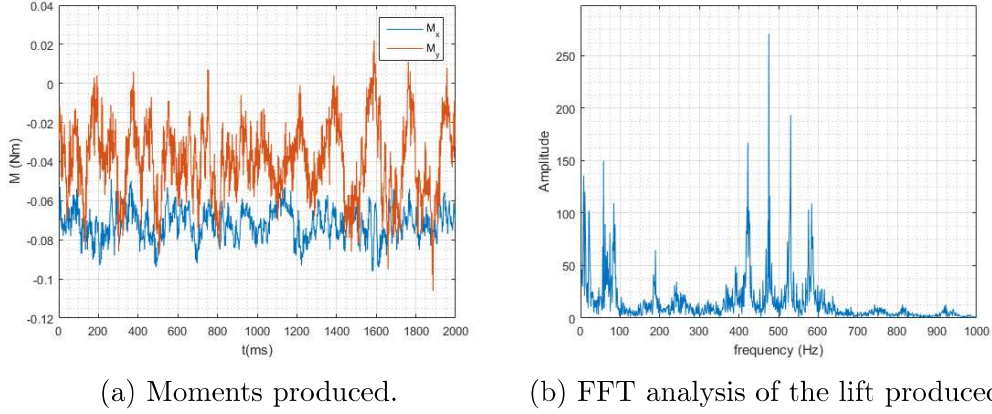 0.04
0.02
0
-0.02
-0.04
-0.06
-0.08
-0.1
-0.12
M (Nm)
M_x
M_y
0 200 400 600 800 1000 1200 1400 1600 1800 2000
t(ms)
(a) Moments produced.
250
200
150
100
50
0
Amplitude
0 100 200 300 400 500 600 700 800 900 1000
frequency (Hz)
(b) FFT analysis of the lift produced